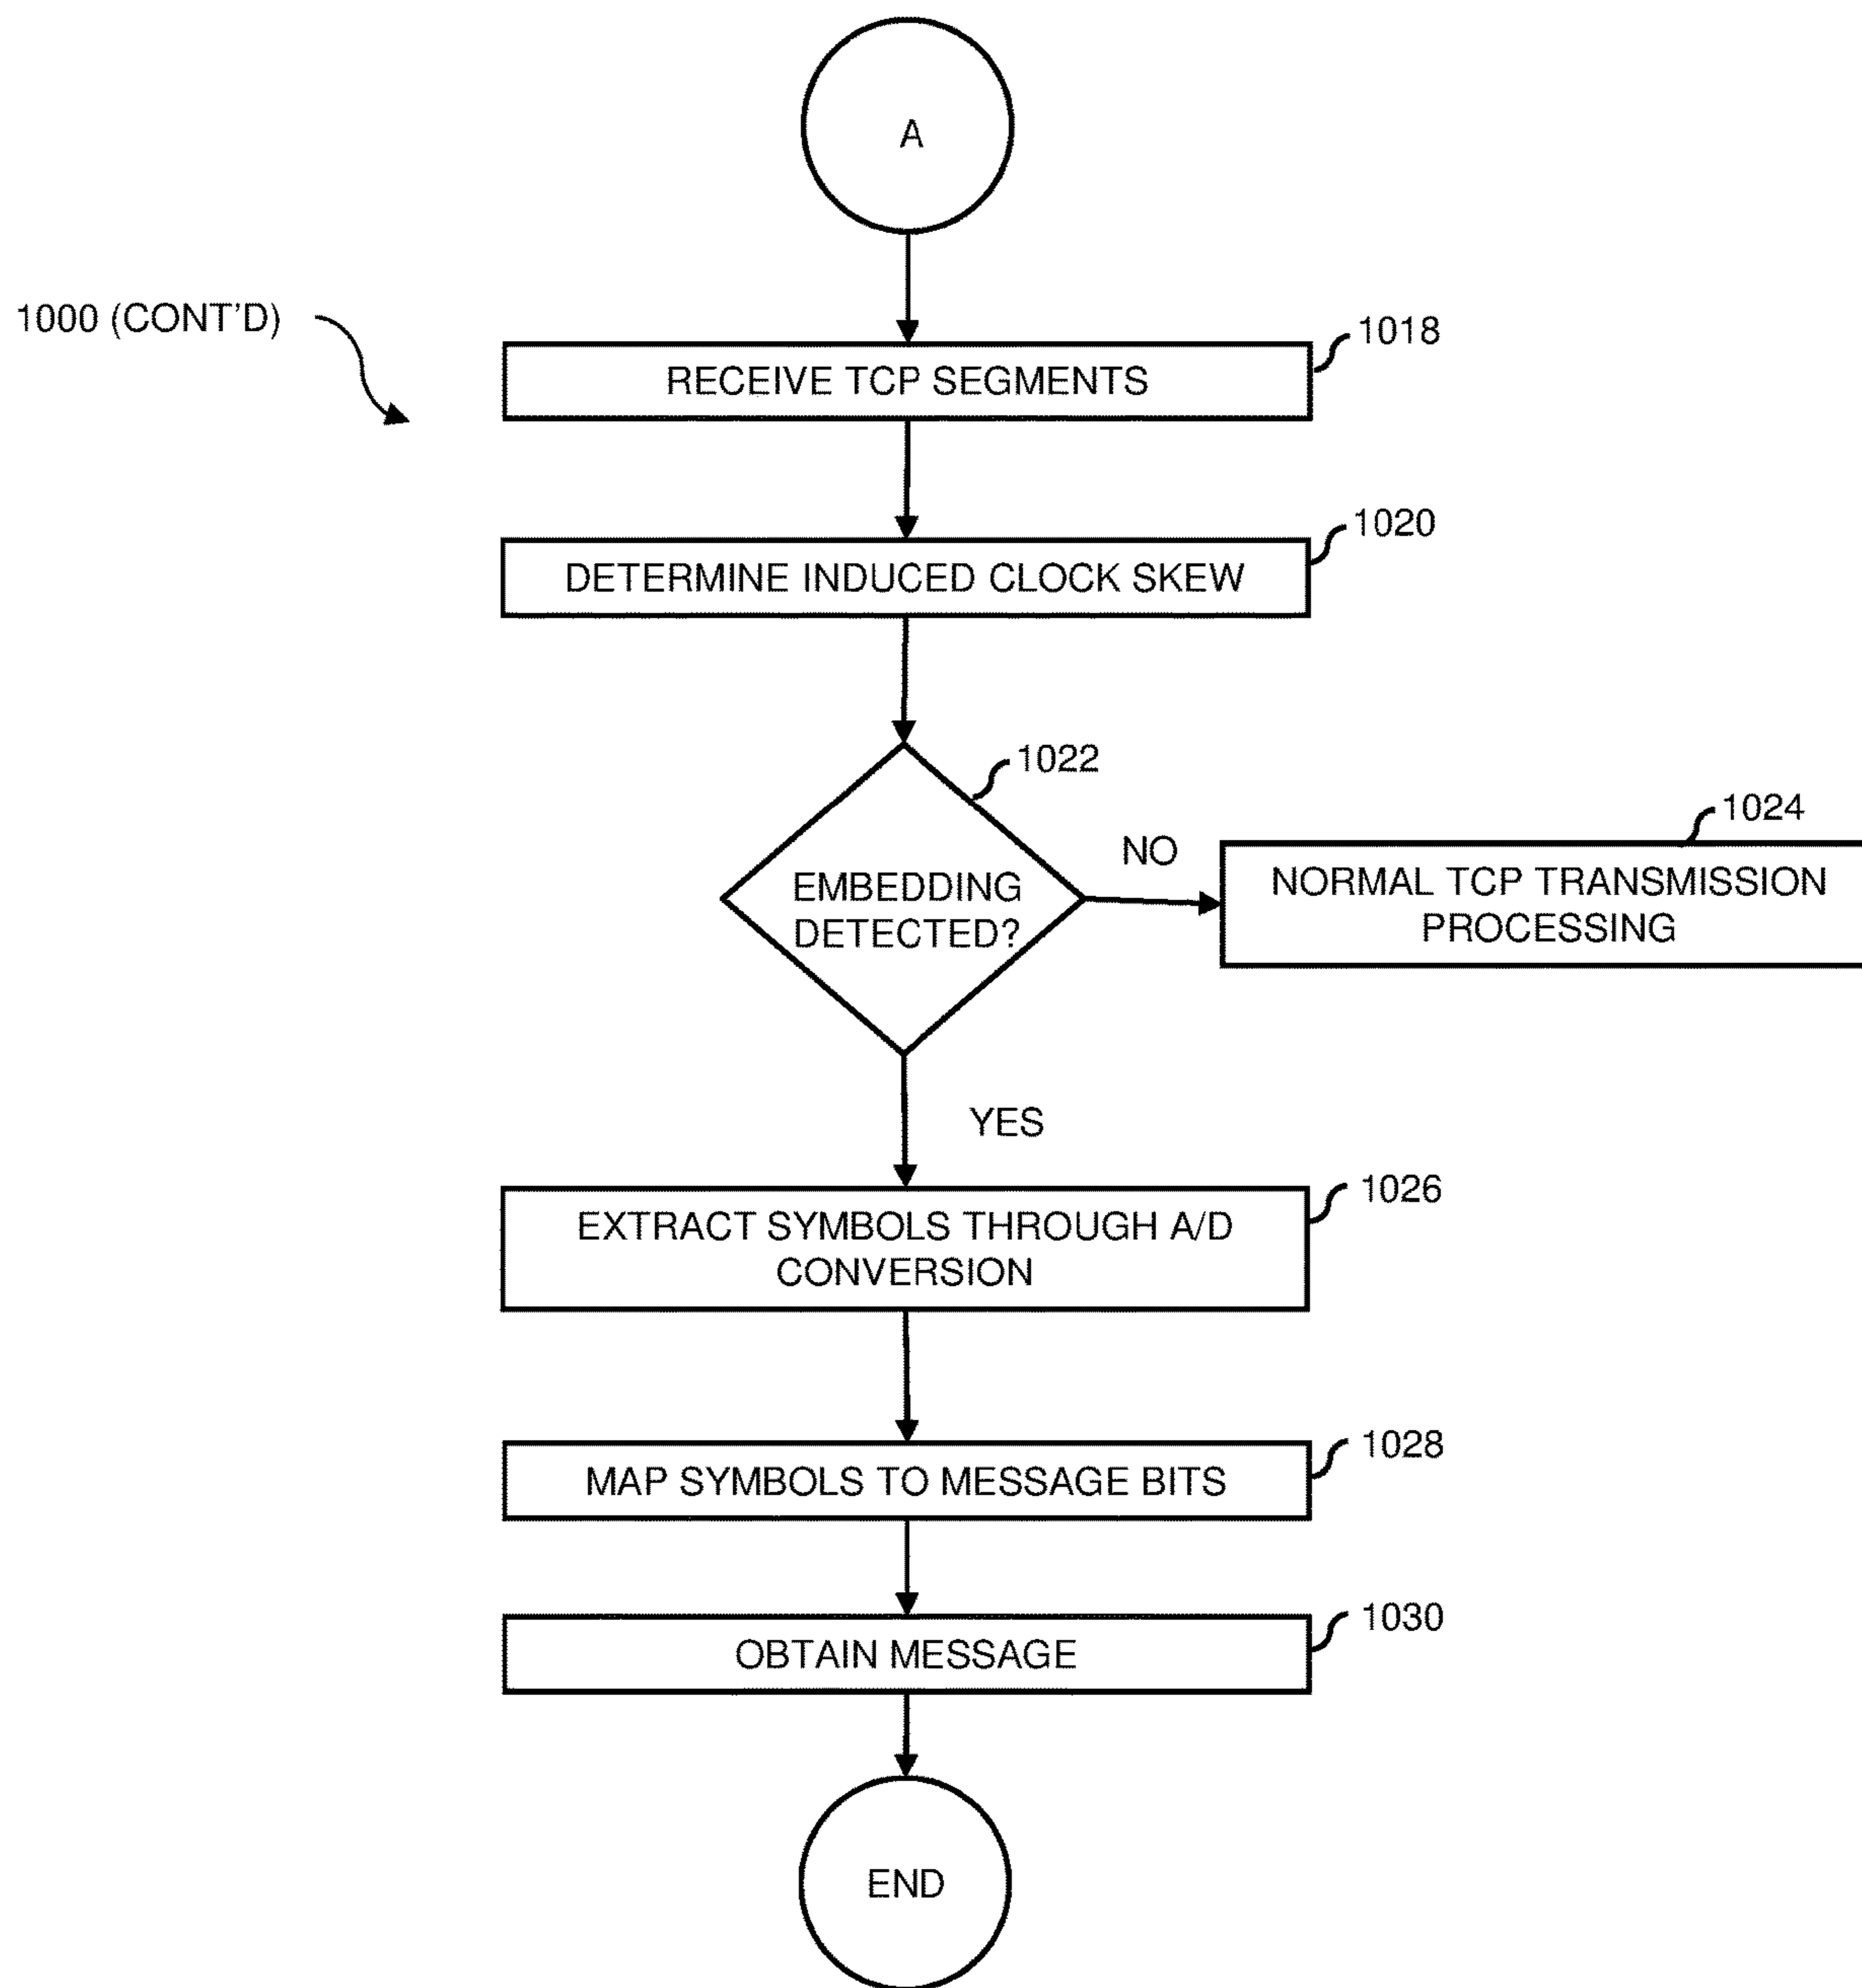 A
1000 (CONT'D)
1018
RECEIVE TCP SEGMENTS
1020
DETERMINE INDUCED CLOCK SKEW
1022
EMBEDDING
DETECTED?
NO
1024
NORMAL TCP TRANSMISSION
PROCESSING
YES
1026
EXTRACT SYMBOLS THROUGH A/D
CONVERSION
1028
MAP SYMBOLS TO MESSAGE BITS
1030
OBTAIN MESSAGE
END